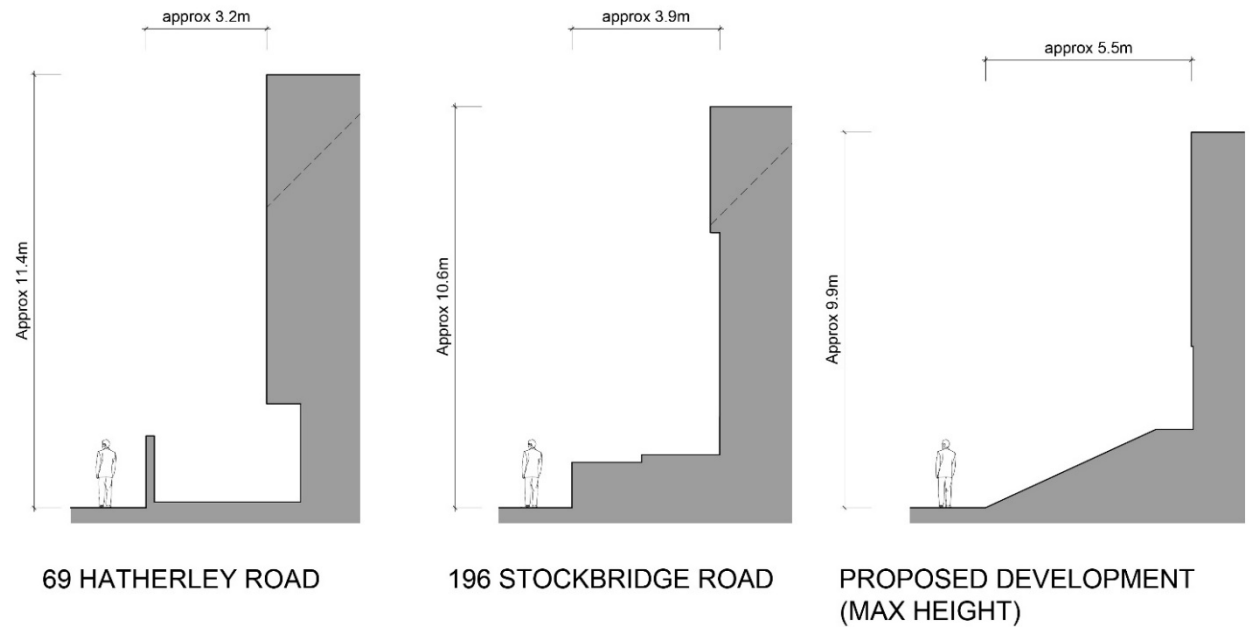 approx 3.2m
Approx 11.4m
69 HATHERLEY ROAD
approx 3.9m
Approx 10.6m
196 STOCKBRIDGE ROAD
approx 5.5m
Approx 9.9m
PROPOSED DEVELOPMENT
(MAX HEIGHT)